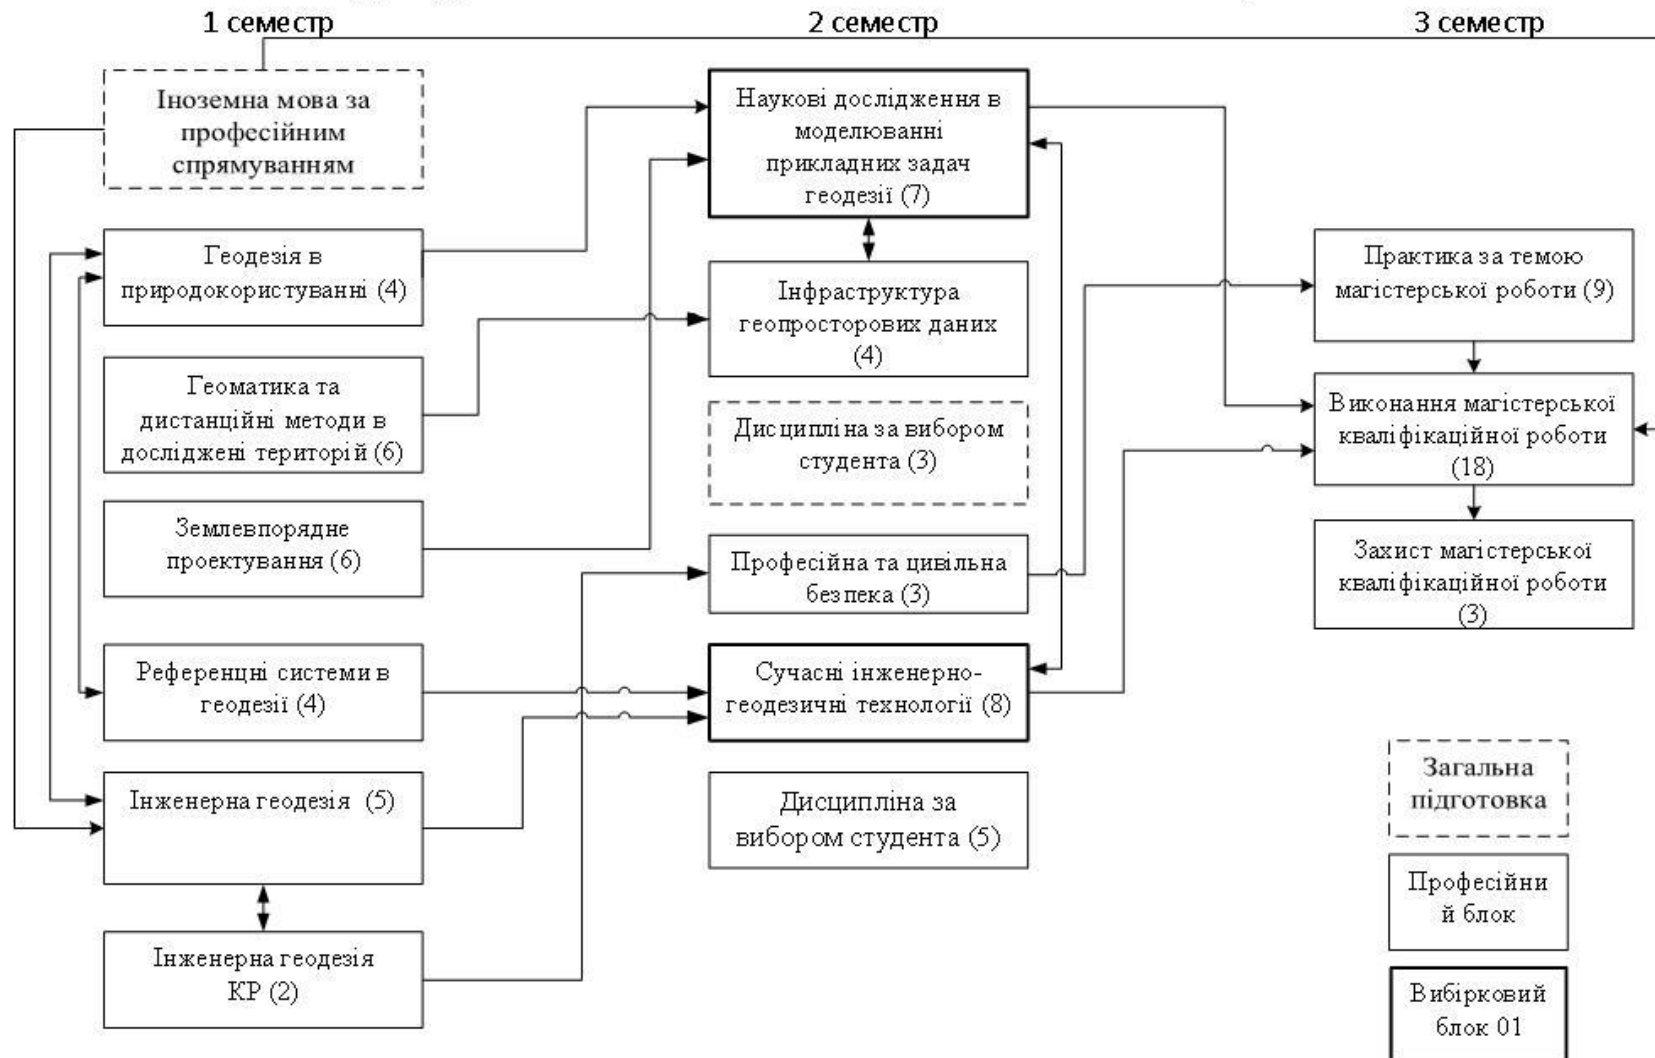 1 семестр
2 семестр
3 семестр
Іноземна мова за
професійним
спрямуванням
Геодезія в
природокористуванні (4)
Геоматика та
дистанційні методи в
досліджені територій (6)
Землевпорядне
проектування (6)
Референцні системи в
геодезії (4)
Інженерна геодезія (5)
Інженерна геодезія
КР (2)
Наукові дослідження в
моделюванні
прикладних задач
геодезії (7)
Інфраструктура
геопросторових даних
(4)
Дисципліна за вибором
студента (3)
Професійна та цивільна
безпека (3)
Сучасні інженерно-
геодезичні технології (8)
Дисципліна за
вибором студента (5)
Практика за темою
магістерської роботи (9)
Виконання магістерської
кваліфікаційної роботи
(18)
Захист магістерської
кваліфікаційної роботи
(3)
Загальна
підготовка
Професійни
й блок
Вибірковий
блок 01